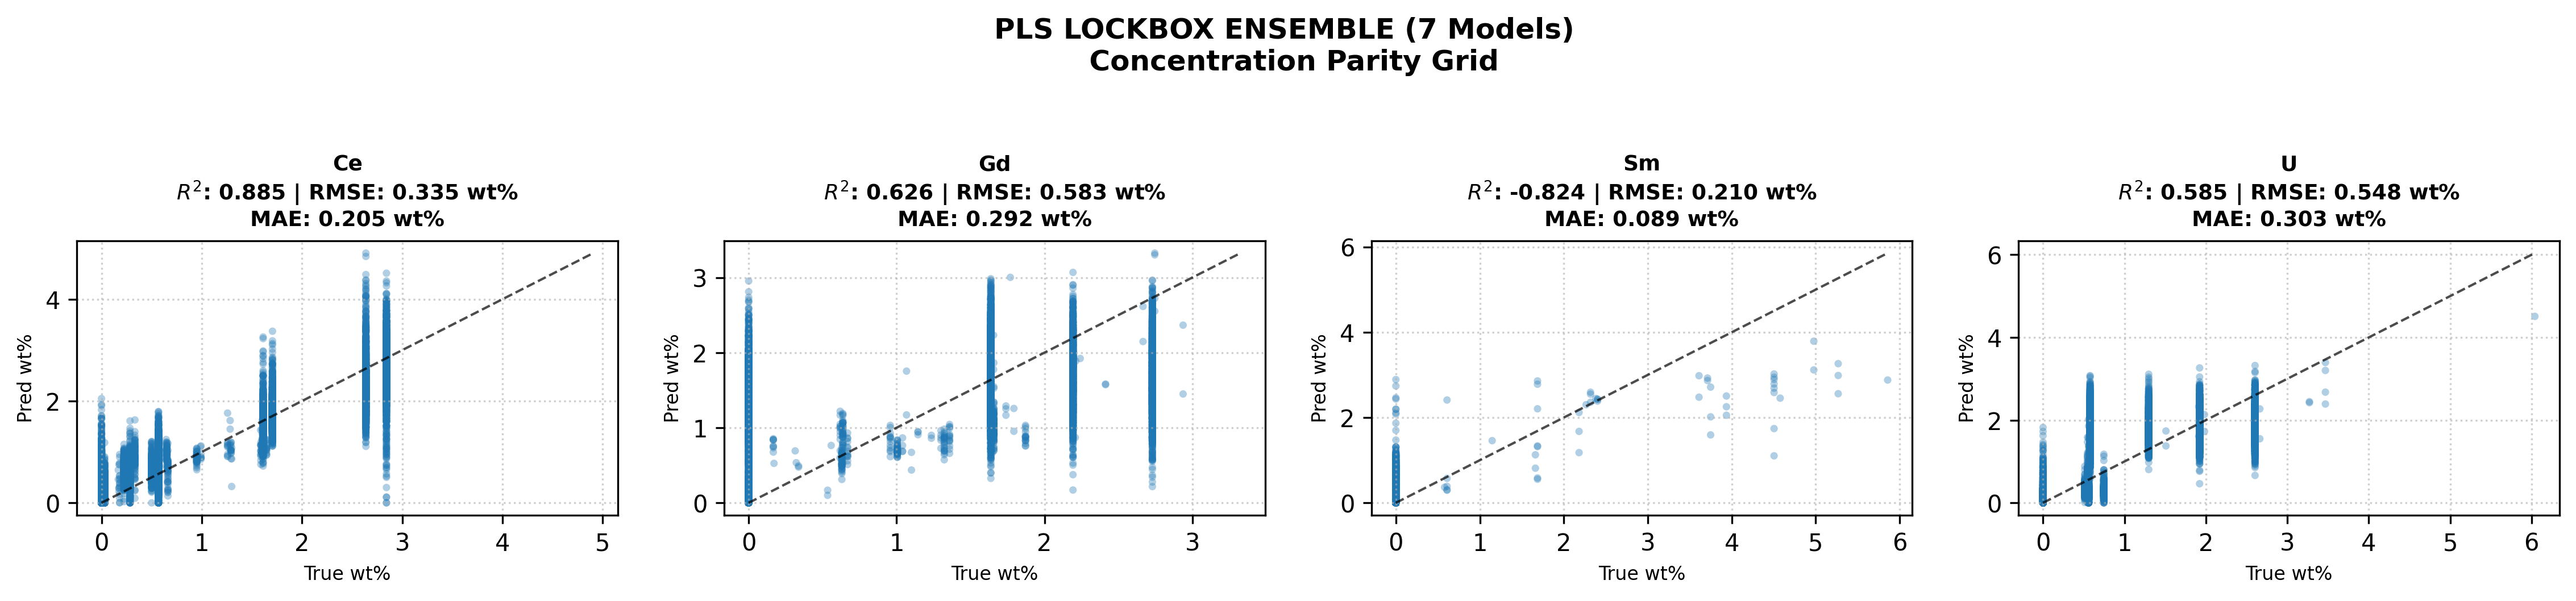 PLS LOCKBOX ENSEMBLE (7 Models)
Concentration Parity Grid
Ce
R²: 0.885 | RMSE: 0.335 wt%
MAE: 0.205 wt%
Pred wt%
4
2
0
0 1 2 3 4 5
True wt%
Gd
R²: 0.626 | RMSE: 0.583 wt%
MAE: 0.292 wt%
Pred wt%
3
2
1
0
0 1 2 3
True wt%
Sm
R²: -0.824 | RMSE: 0.210 wt%
MAE: 0.089 wt%
Pred wt%
6
4
2
0
0 1 2 3 4 5 6
True wt%
U
R²: 0.585 | RMSE: 0.548 wt%
MAE: 0.303 wt%
Pred wt%
6
4
2
0
0 1 2 3 4 5 6
True wt%